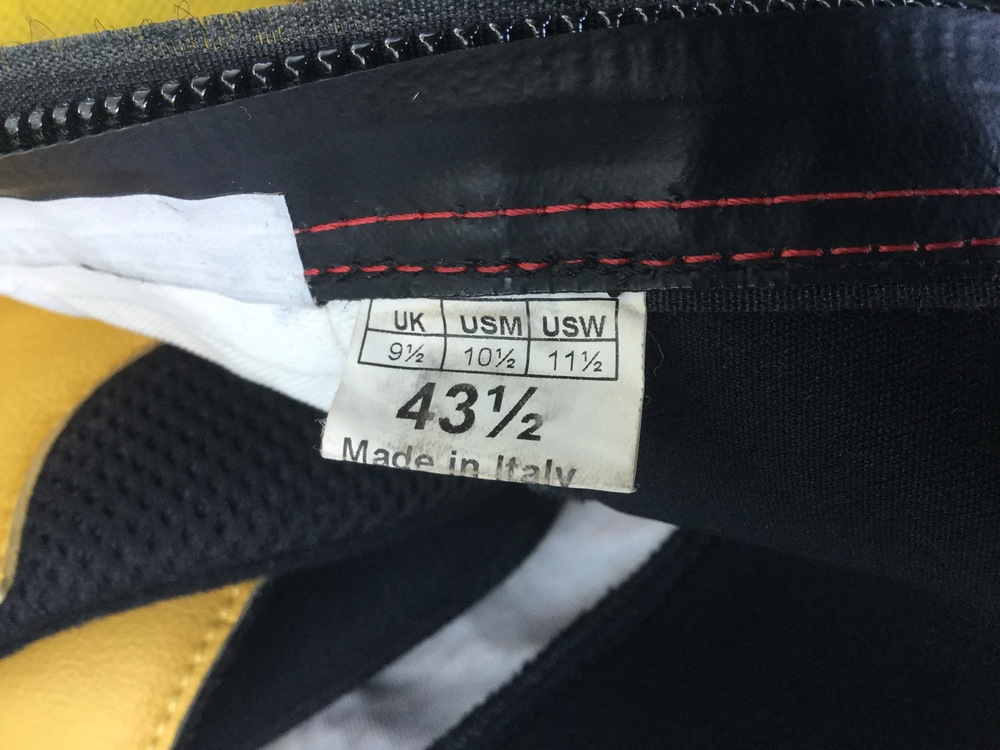 UK USM USW
9½ 10½ 11½
43½
Made in Italy